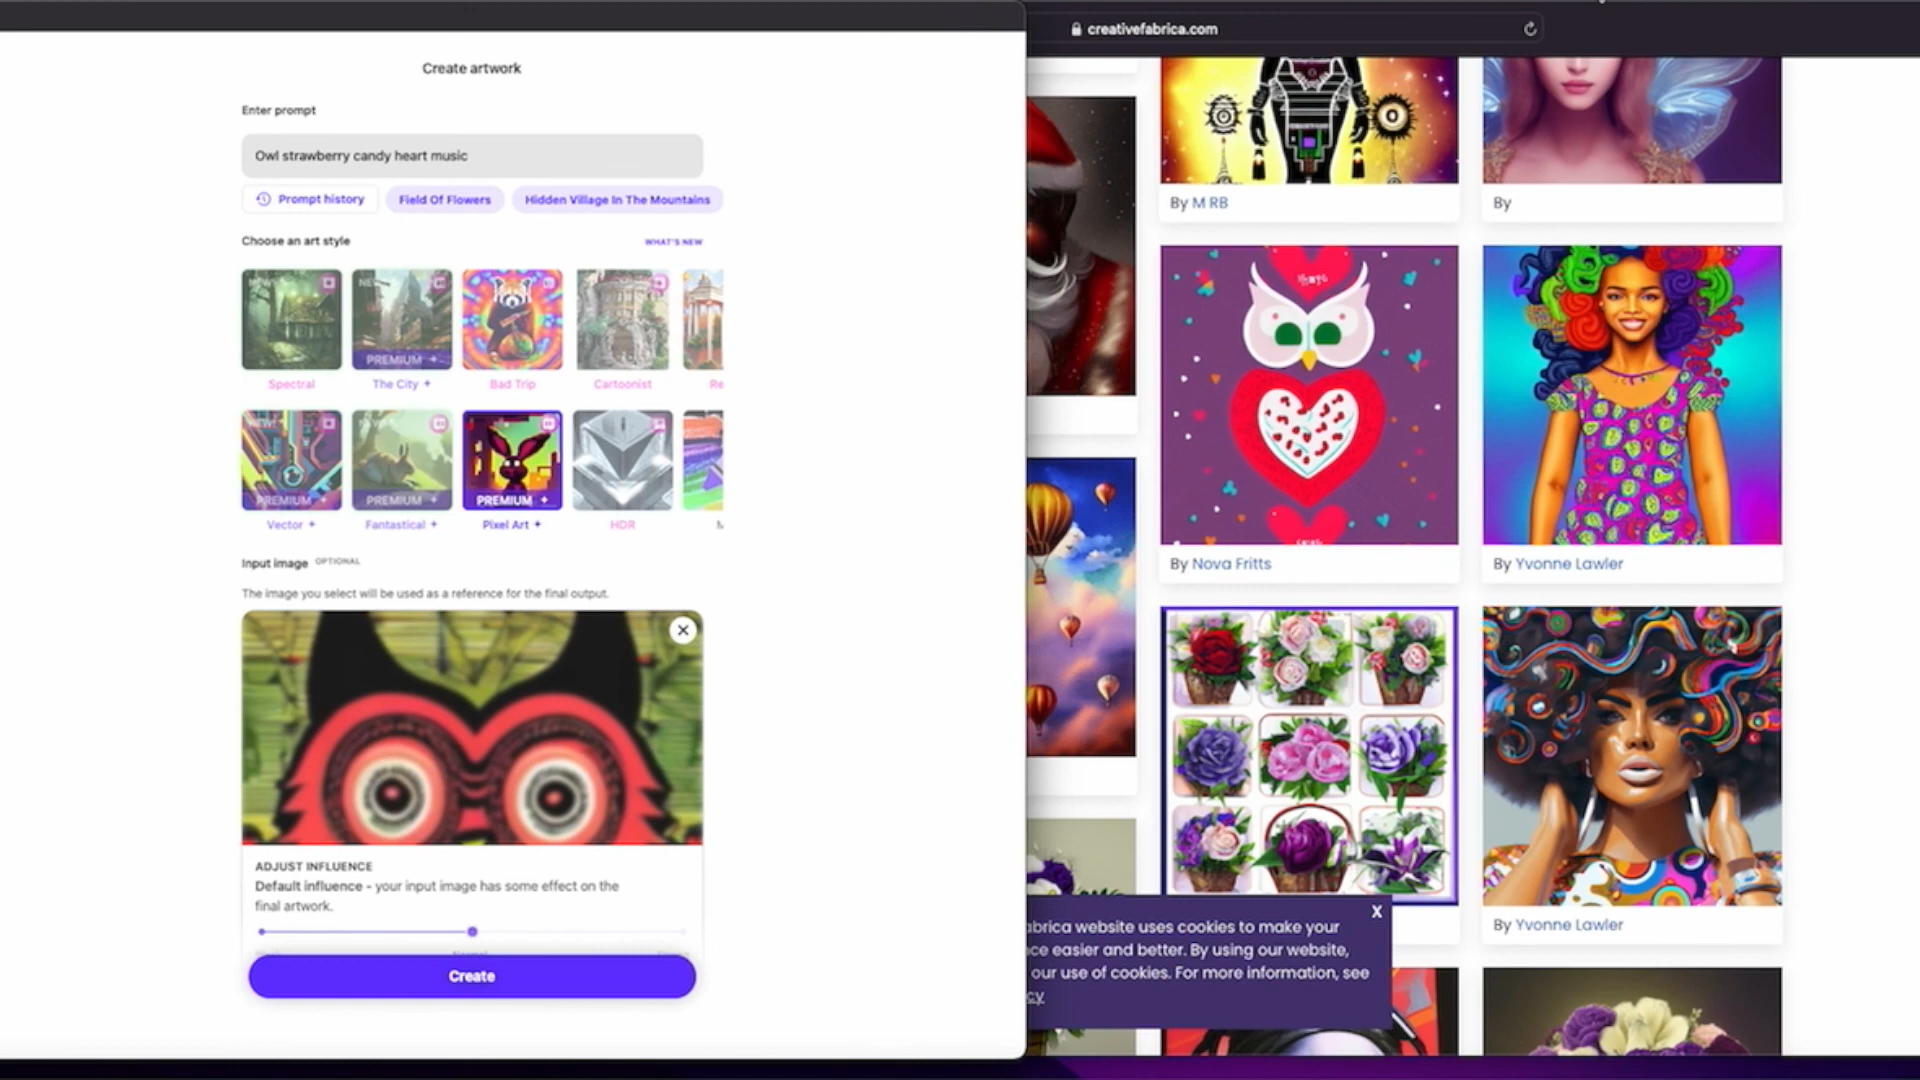 Create artwork
Enter prompt
Owl strawberry candy heart music
Prompt history
Field Of Flowers
Hidden Village In The Mountains
Choose an art style
WHAT'S NEW
NEW!
PREMIUM +
Spectral
The City +
Bad Trip
Cartoonist
Re
NEW!
PREMIUM +
PREMIUM +
PREMIUM +
Vector +
Fantastical +
Pixel Art +
HDR
Input image OPTIONAL
The image you select will be used as a reference for the final output.
ADJUST INFLUENCE
Default influence - your input image has some effect on the
final artwork.
Create
creativefabrica.com
By M RB
By
By Nova Fritts
By Yvonne Lawler
By Yvonne Lawler
X
abrica website uses cookies to make your
ce easier and better. By using our website,
our use of cookies. For more information, see
cy